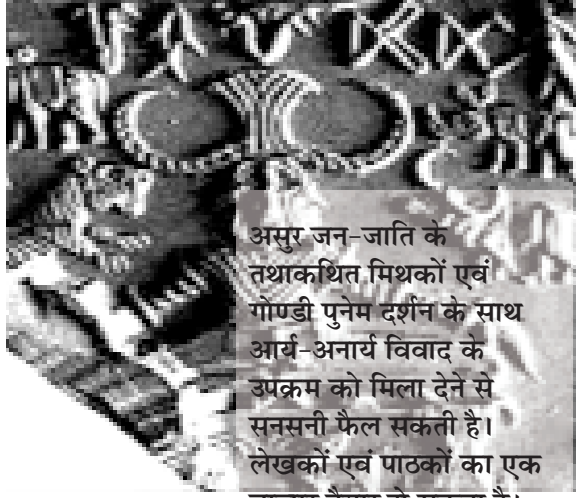 असुर जन-जाति के
तथाकथित मिथकों एवं
गोण्डी पुनेम दर्शन के साथ
आर्य-अनार्य विवाद के
उपक्रम को मिला देने से
सनसनी फैल सकती है।
लेखकों एवं पाठकों का एक